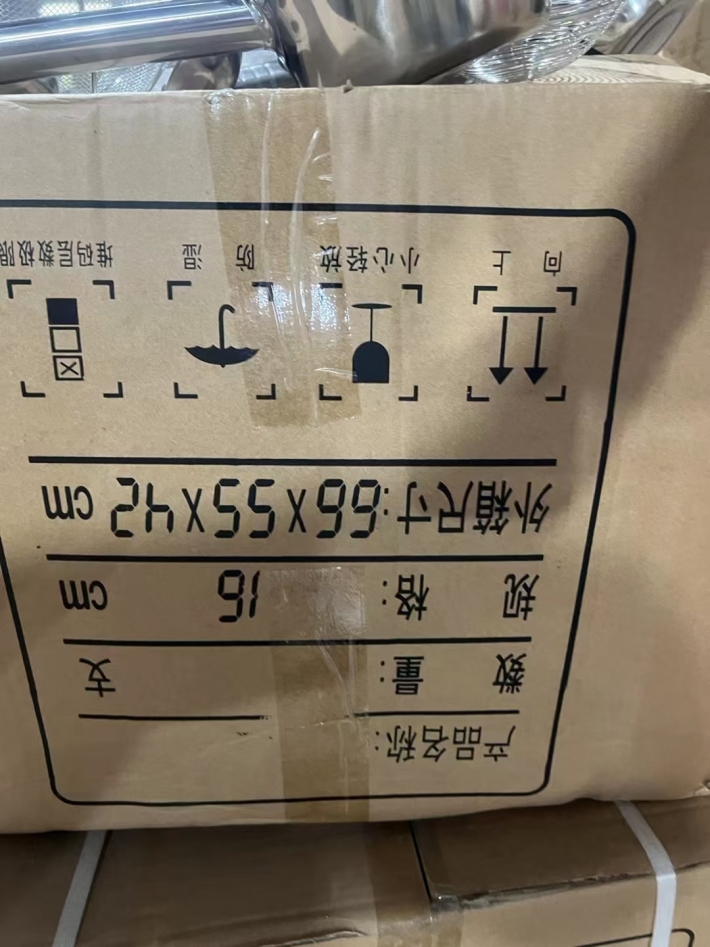 产品名称:
数 量: 支
规 格: 16 cm
外箱尺寸:66x55x42 cm
向 上 小心轻放 防 湿 堆码层数极限